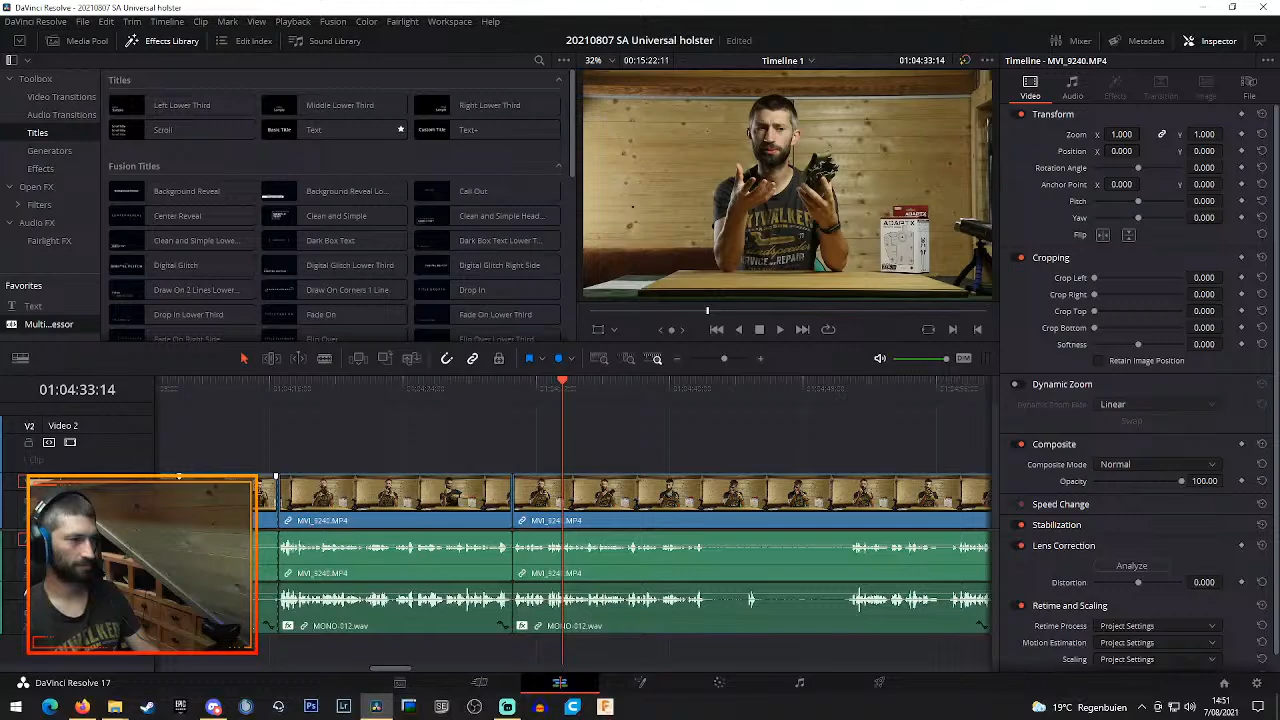 DaVinci Resolve - 20210807 SA Universal holster
DaVinci Resolve File Edit Trim Timeline Clip Mark View Playback Fusion Color Fairlight Workspace Help
Media Pool Effects Library Edit Index Sound Library 20210807 SA Universal holster Edited Mixer Metadata Inspector
32% 00:15:22:11 Timeline 1 01:04:33:14 Timeline - MVI_9240.MP4
Toolbox
Video Transitions
Audio Transitions
Titles
Generators
Effects
Open FX
Filters
Audio FX
Fairlight FX
Favorites
Text
Multi...essor
Titles
Left Lower Third Middle Lower Third Right Lower Third
Scroll Basic Title Text Custom Title Text+
Fusion Titles
Background Reveal Background Reveal Lo... Call Out
Center Reveal Clean and Simple Clean and Simple Head...
Clean and Simple Lowe... Dark Box Text Dark Box Text Lower T...
Digital Glitch Digital Glitch Lower Third Digital Glitch Right Side
Draw On 2 Lines Lower... Draw On Corners 1 Line Drop In
Drop In Lower Third Fade On Fade On Lower Third
SKYWALKER
SERVICE REPAIR
ADAPTX
Video Audio Effects Transition Image File
Transform
Zoom X 1.000 Y 1.000
Position X 0.000 Y 0.000
Rotation Angle 0.000
Anchor Point X 0.000 Y 0.000
Pitch 0.000
Yaw 0.000
Flip
Cropping
Crop Left 0.000
Crop Right 0.000
Crop Top 0.000
Crop Bottom 0.000
Softness 0.000
Retain Image Position
Dynamic Zoom
Dynamic Zoom Ease Linear
Swap
Composite
Composite Mode Normal
Opacity 100.00
Speed Change
Stabilization
Lens Correction
Analyze
Distortion 0.000
Retime and Scaling
Retime Process Project Settings
Motion Estimation Project Settings
Scaling Project Settings
DIM
01:04:33:14
V2 Video 2
1 Clip
MVI_9240.MP4 MVI_9240.MP4
MVI_9240.MP4 MVI_9240.MP4
MONO-012.wav MONO-012.wav
DaVinci Resolve 17
19°C Regenbuien 14:51
7/08/2021